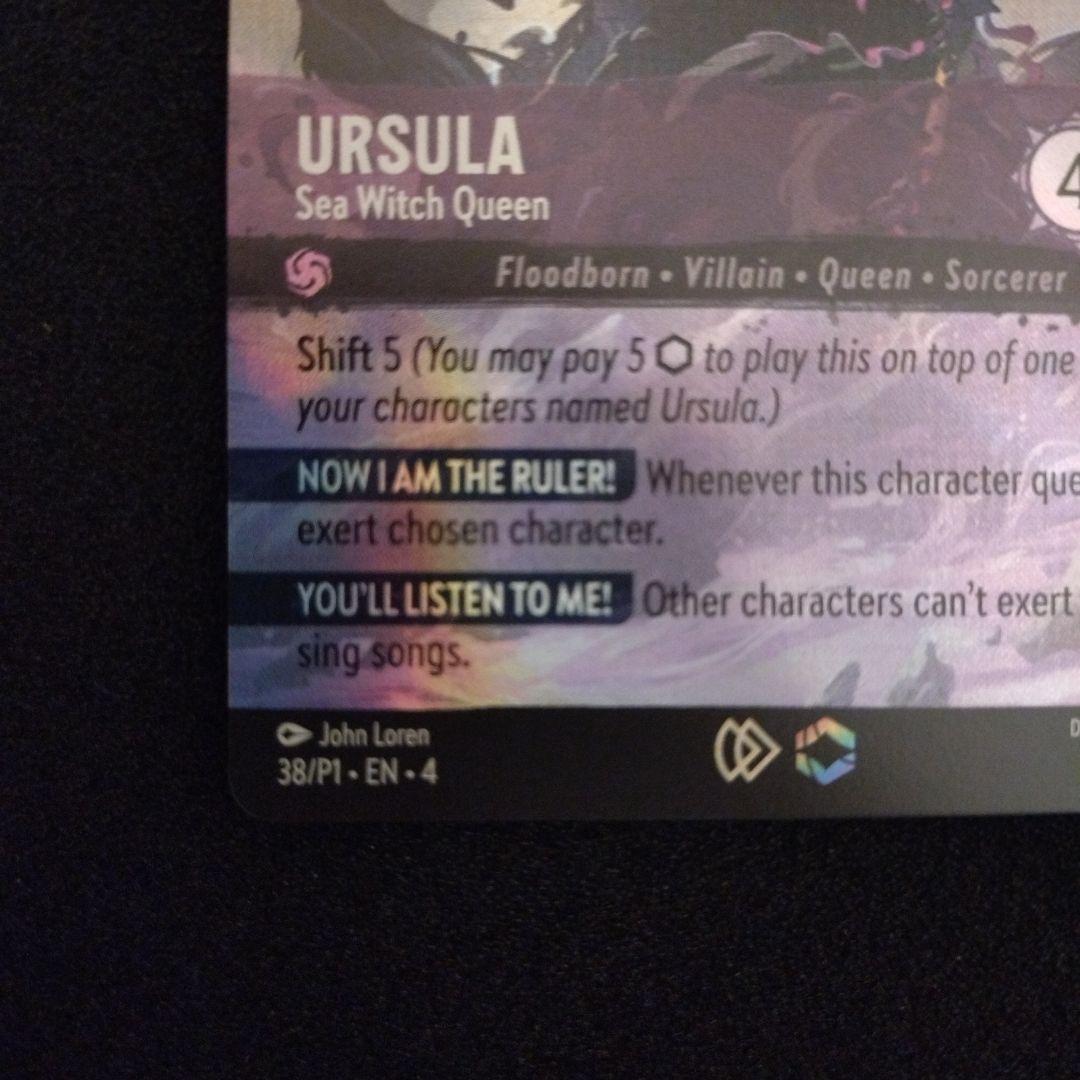 URSULA
Sea Witch Queen
4
Floodborn • Villain • Queen • Sorcerer
Shift 5 (You may pay 5 ⬡ to play this on top of one
your characters named Ursula.)
NOW I AM THE RULER! Whenever this character que
exert chosen character.
YOU'LL LISTEN TO ME! Other characters can't exert
sing songs.
John Loren
38/P1 • EN • 4
D